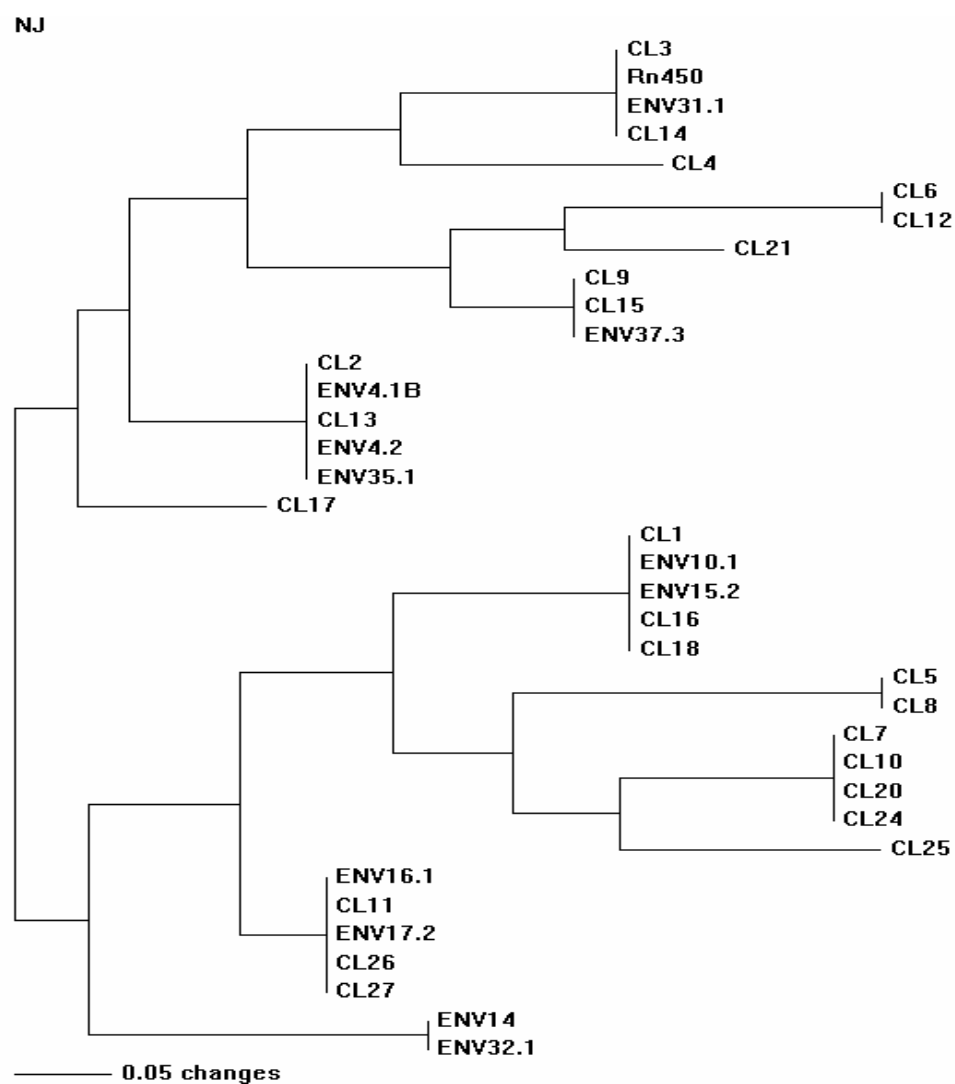 NJ
CL3
Rn450
ENV31.1
CL14
CL4
CL6
CL12
CL21
CL9
CL15
ENV37.3
CL2
ENV4.1B
CL13
ENV4.2
ENV35.1
CL17
CL1
ENV10.1
ENV15.2
CL16
CL18
CL5
CL8
CL7
CL10
CL20
CL24
CL25
ENV16.1
CL11
ENV17.2
CL26
CL27
ENV14
ENV32.1
0.05 changes